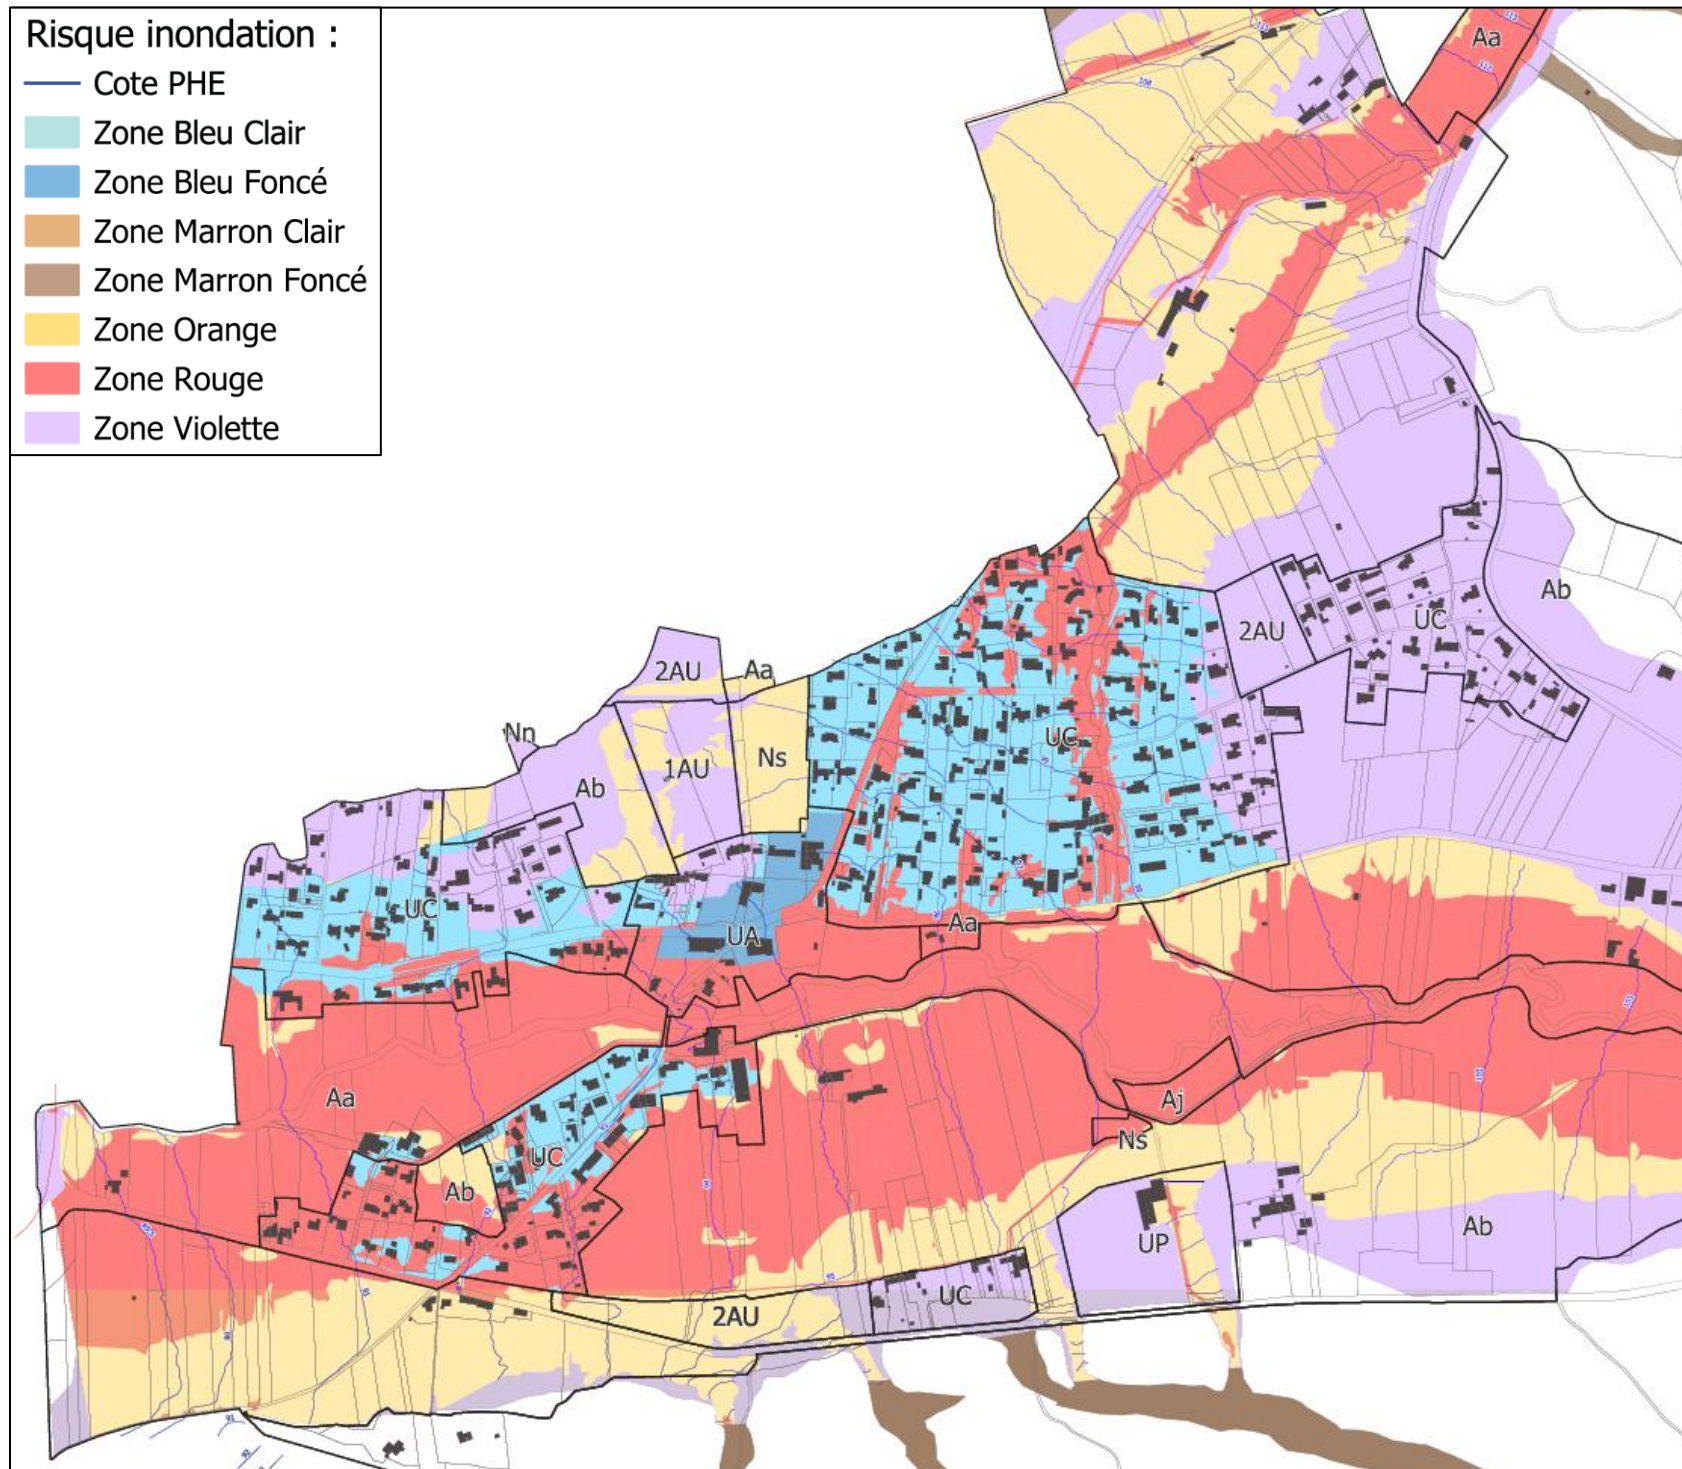 Risque inondation :
Cote PHE
Zone Bleu Clair
Zone Bleu Foncé
Zone Marron Clair
Zone Marron Foncé
Zone Orange
Zone Rouge
Zone Violette
Aa
108
112
Ab
UC
2AU
2AU
Aa
Nn
UC
1AU
Ns
Ab
UC
Aa
UA
Aa
Aj
Ns
UC
Ab
UP
Ab
UC
2AU